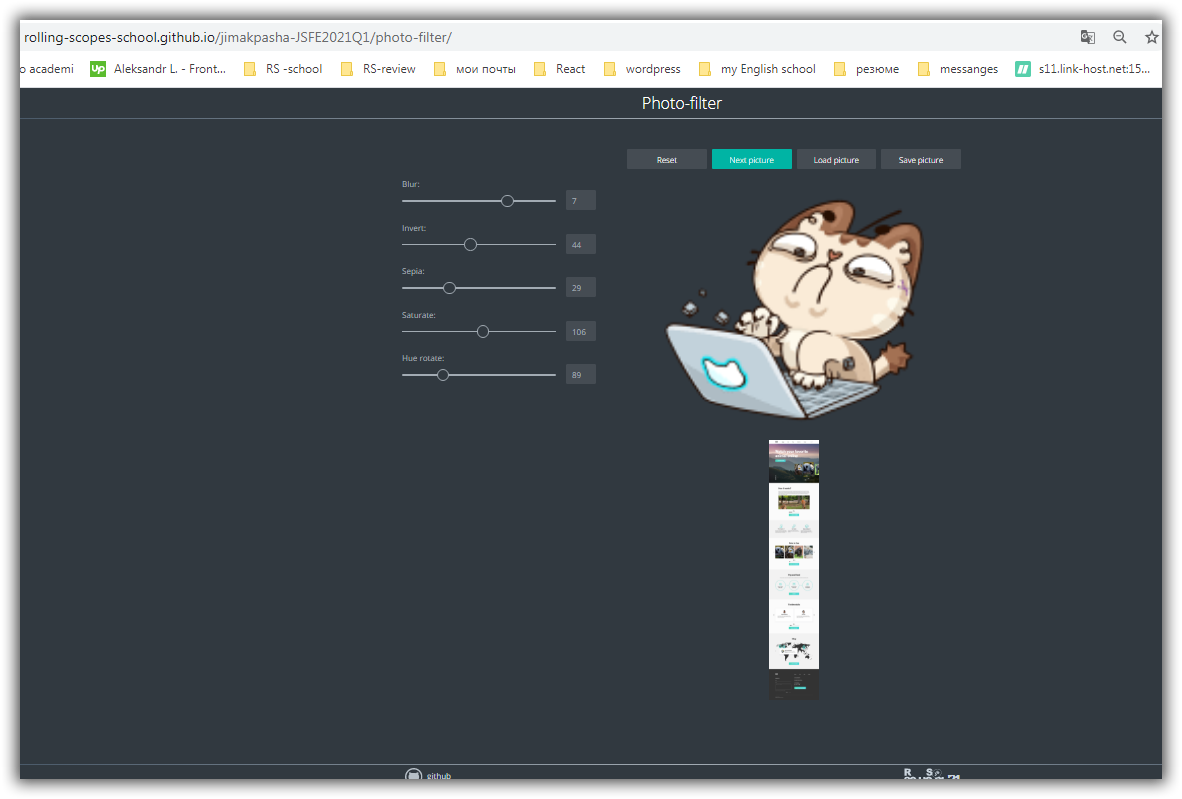 rolling-scopes-school.github.io/jimakpasha-JSFE2021Q1/photo-filter/
o academi Up Aleksandr L. - Front... RS -school RS-review мои почты React wordpress my English school резюме messanges s11.link-host.net:15...
Photo-filter
Reset Next picture Load picture Save picture
Blur:
7
Invert:
44
Sepia:
29
Saturate:
106
Hue rotate:
89
github